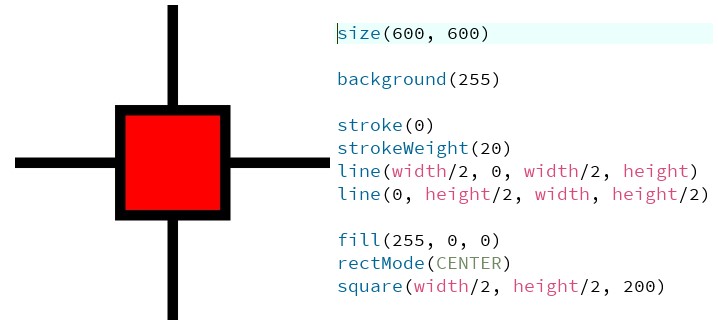 size(600, 600)
background(255)
stroke(0)
strokeWeight(20)
line(width/2, 0, width/2, height)
line(0, height/2, width, height/2)
fill(255, 0, 0)
rectMode(CENTER)
square(width/2, height/2, 200)